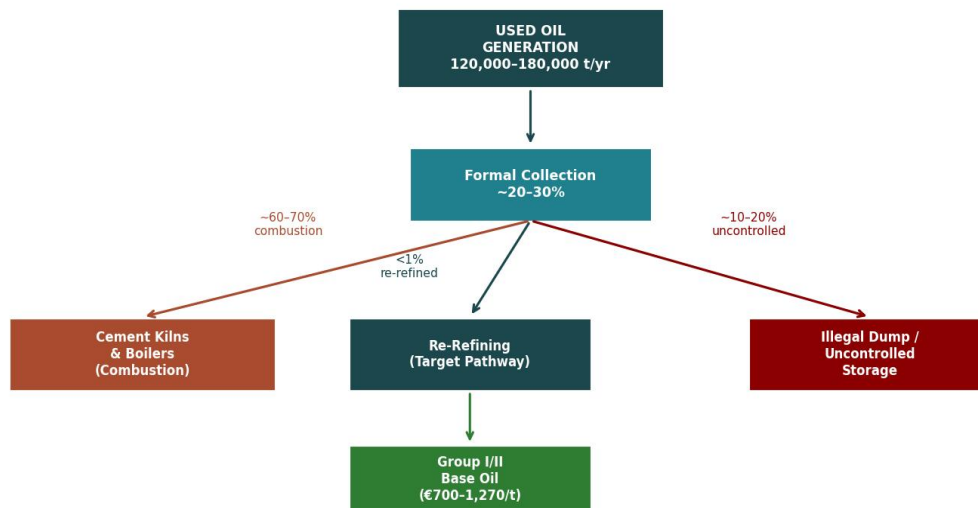 USED OIL
GENERATION
120,000–180,000 t/yr
Formal Collection
~20–30%
~60–70%
combustion
<1%
re-refined
~10–20%
uncontrolled
Cement Kilns
& Boilers
(Combustion)
Re-Refining
(Target Pathway)
Illegal Dump /
Uncontrolled
Storage
Group I/II
Base Oil
(€700–1,270/t)